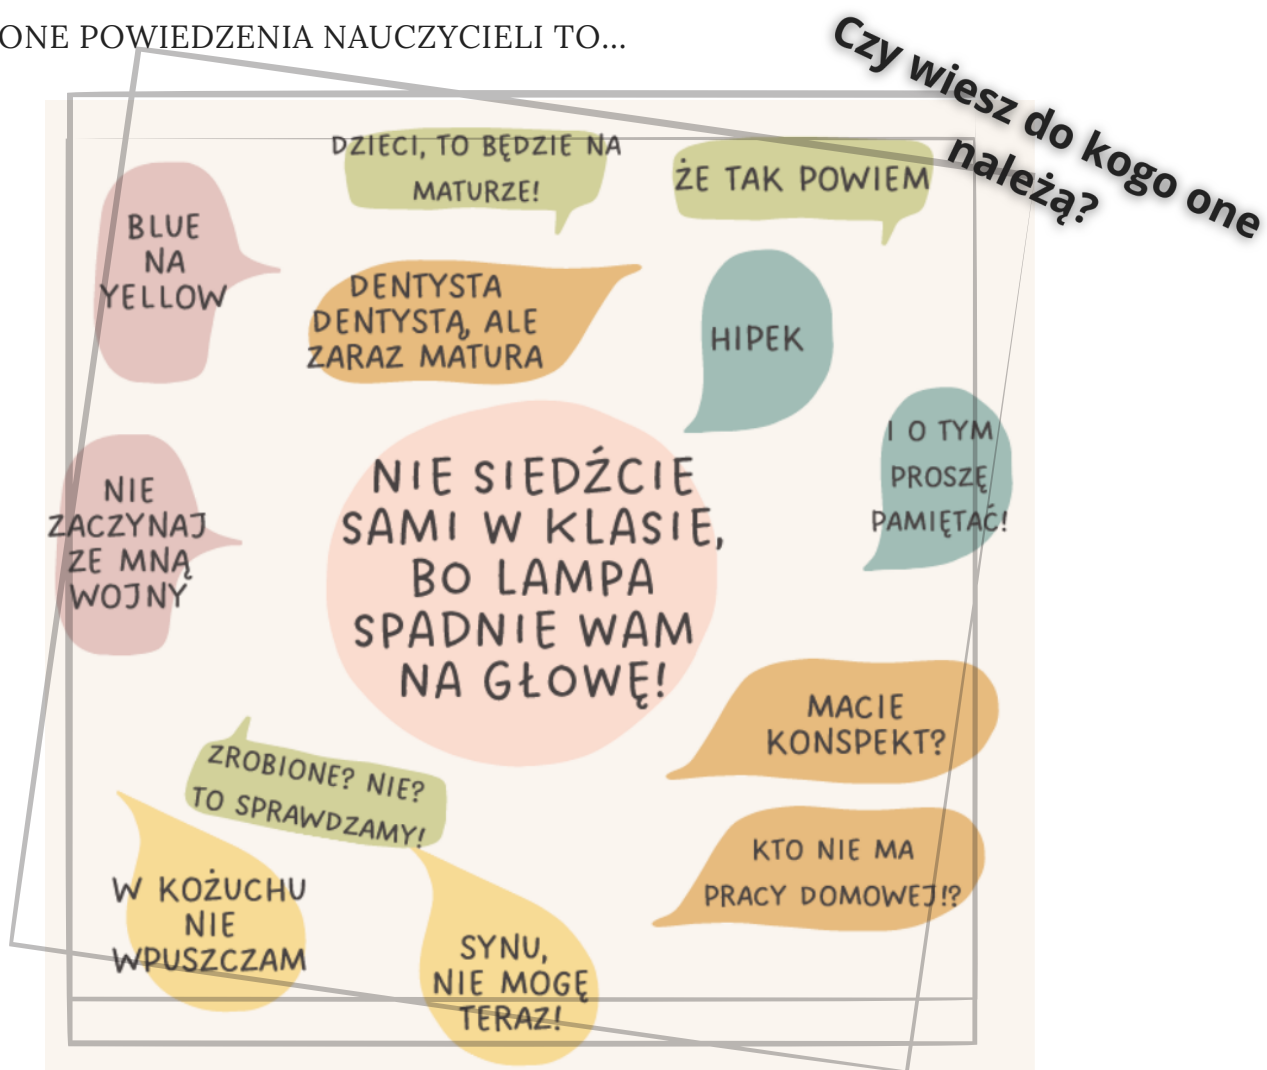 ONE POWIEDZENIA NAUCZYCIELI TO...
Czy wiesz do kogo one
należą?
DZIECI, TO BĘDZIE NA
MATURZE!
ŻE TAK POWIEM
BLUE
NA
YELLOW
DENTYSTA
DENTYSTĄ, ALE
ZARAZ MATURA
HIPEK
I O TYM
PROSZĘ
PAMIĘTAĆ!
NIE
ZACZYNAJ
ZE MNĄ
WOJNY
NIE SIEDŹCIE
SAMI W KLASIE,
BO LAMPA
SPADNIE WAM
NA GŁOWĘ!
MACIE
KONSPEKT?
ZROBIONE? NIE?
TO SPRAWDZAMY!
KTO NIE MA
PRACY DOMOWEJ!?
W KOŻUCHU
NIE
WPUSZCZAM
SYNU,
NIE MOGĘ
TERAZ!